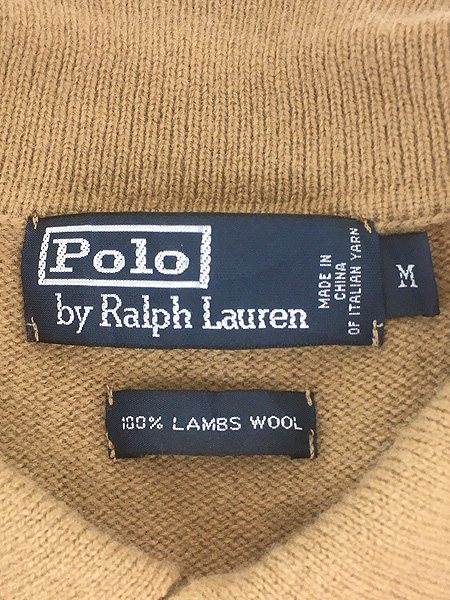 Polo
by Ralph Lauren
MADE IN
CHINA
OF ITALIAN YARN
M
100% LAMBS WOOL